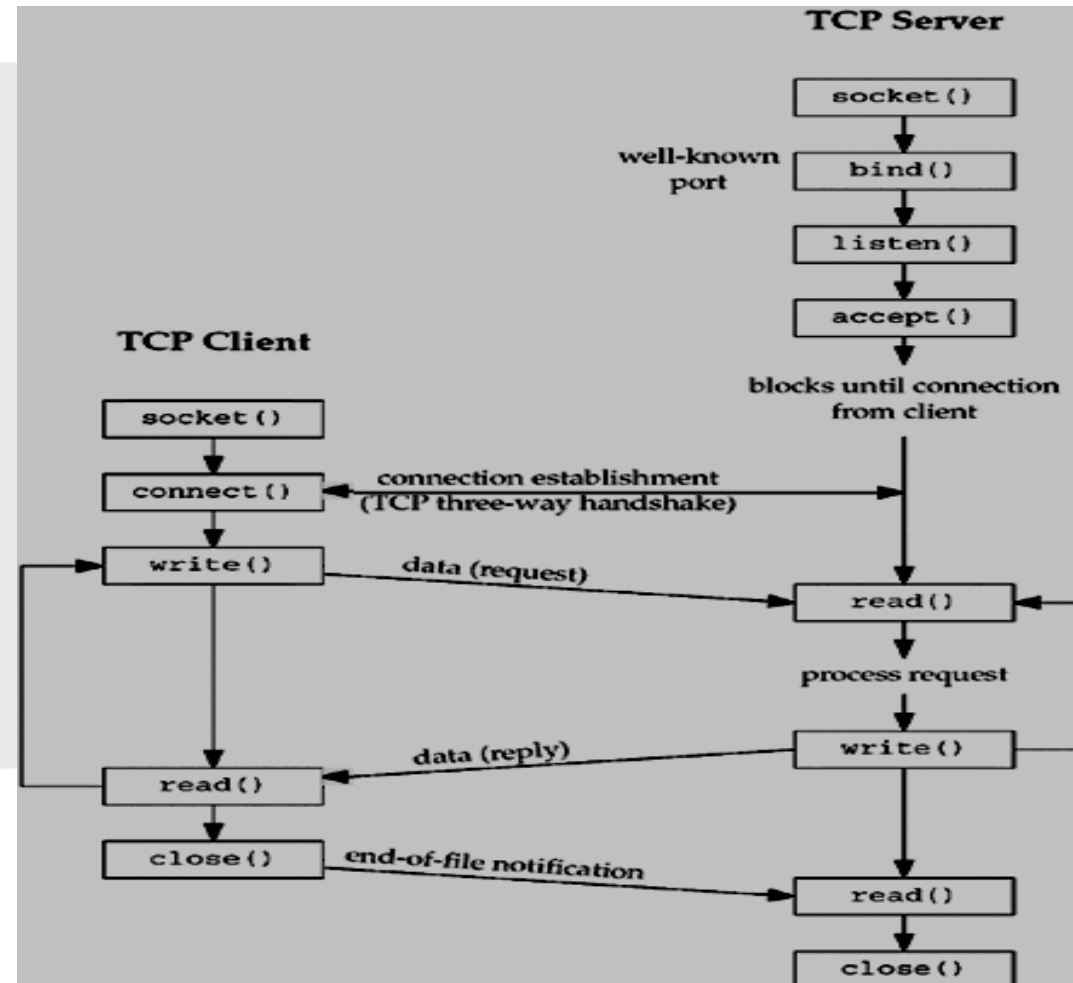 TCP Server
socket()
well-known
port
bind()
listen()
accept()
blocks until connection
from client
TCP Client
socket()
connect()
connection establishment
(TCP three-way handshake)
write()
data (request)
read()
process request
write()
data (reply)
read()
close()
end-of-file notification
read()
close()